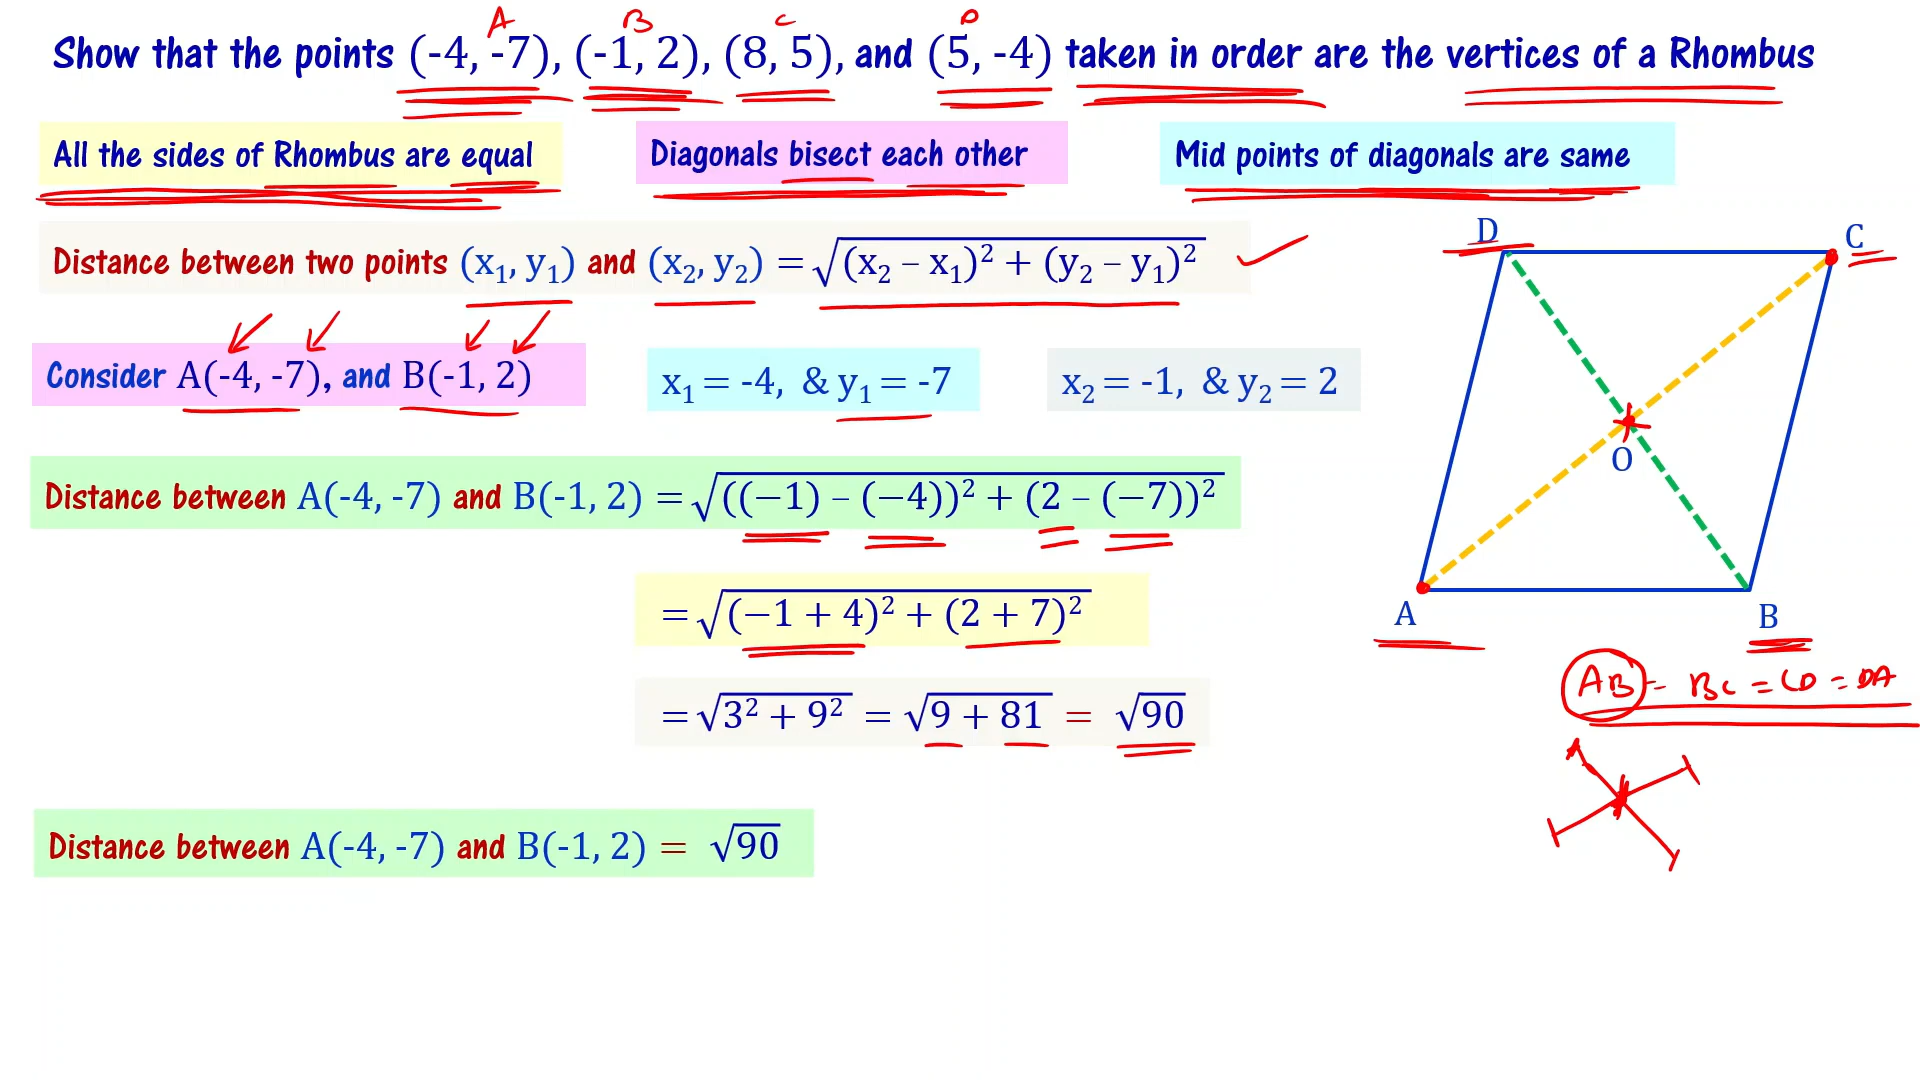 A B C D
Show that the points (-4, -7), (-1, 2), (8, 5), and (5, -4) taken in order are the vertices of a Rhombus
All the sides of Rhombus are equal
Diagonals bisect each other
Mid points of diagonals are same
Distance between two points (x₁, y₁) and (x₂, y₂) = √((x₂ – x₁)² + (y₂ – y₁)²)
Consider A(-4, -7), and B(-1, 2)
x₁ = -4, & y₁ = -7
x₂ = -1, & y₂ = 2
Distance between A(-4, -7) and B(-1, 2) = √(((−1) – (−4))² + (2 – (−7))²)
= √((−1 + 4)² + (2 + 7)²)
= √(3² + 9²) = √(9 + 81) = √90
Distance between A(-4, -7) and B(-1, 2) = √90
D
C
O
A
B
AB = BC = CD = DA